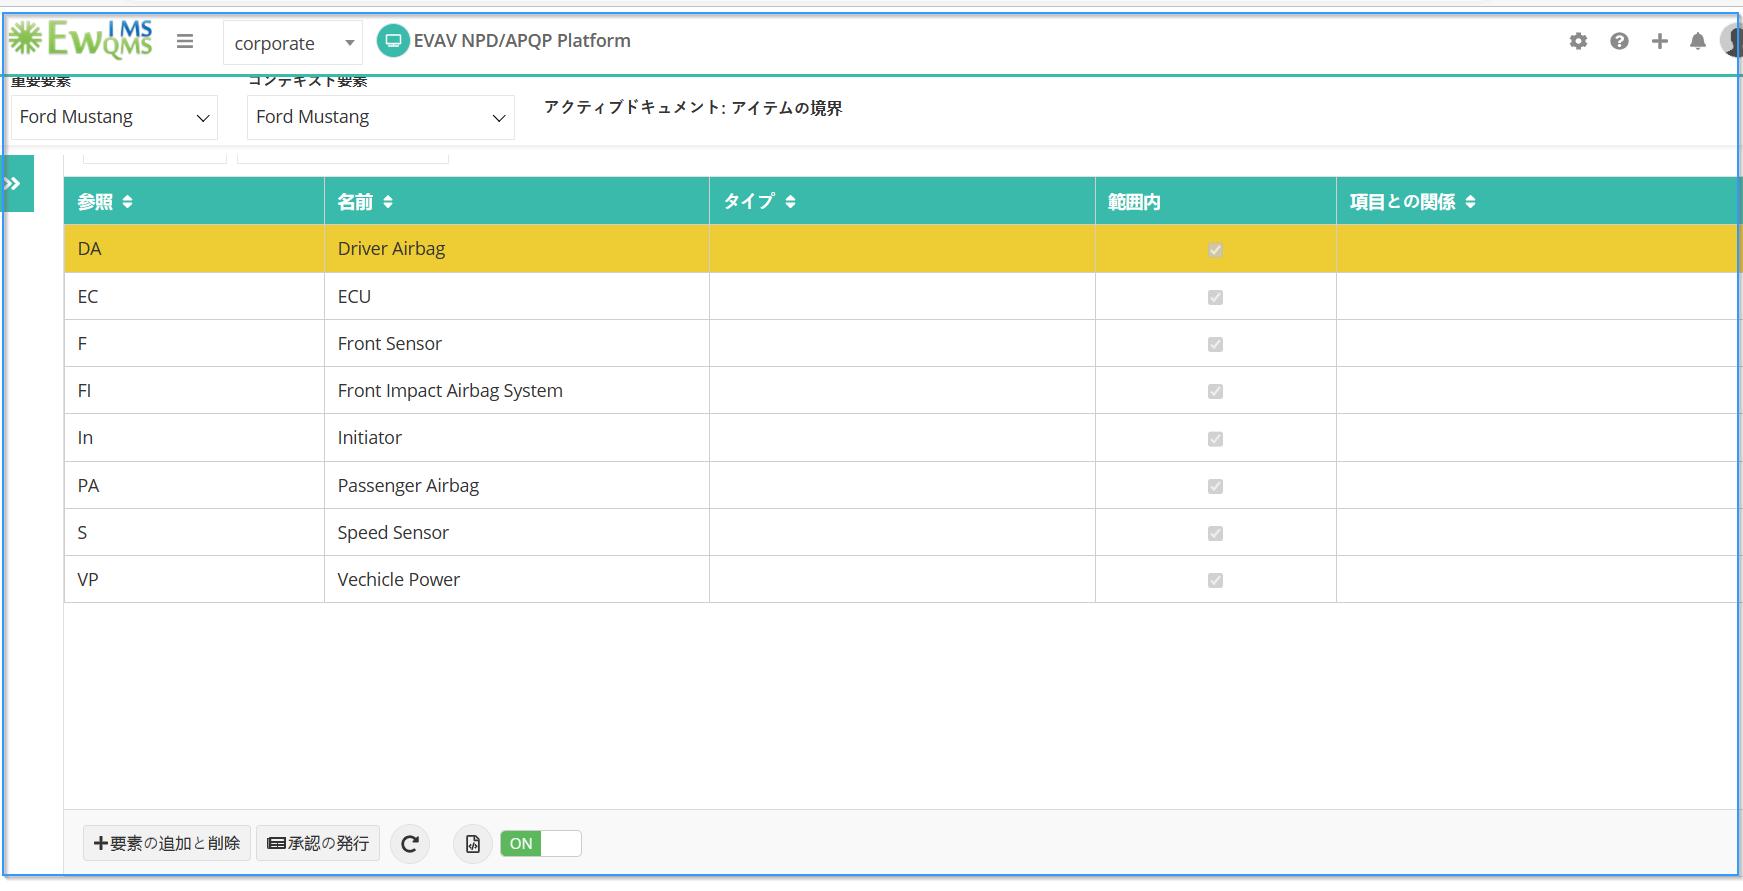 EwQMS IMS
corporate
EVAV NPD/APQP Platform
重要要素
コンテキスト要素
Ford Mustang
Ford Mustang
アクティブドキュメント: アイテムの境界
参照 名前 タイプ 範囲内 項目との関係
DA Driver Airbag
EC ECU
F Front Sensor
FI Front Impact Airbag System
In Initiator
PA Passenger Airbag
S Speed Sensor
VP Vechicle Power
要素の追加と削除 承認の発行 ON